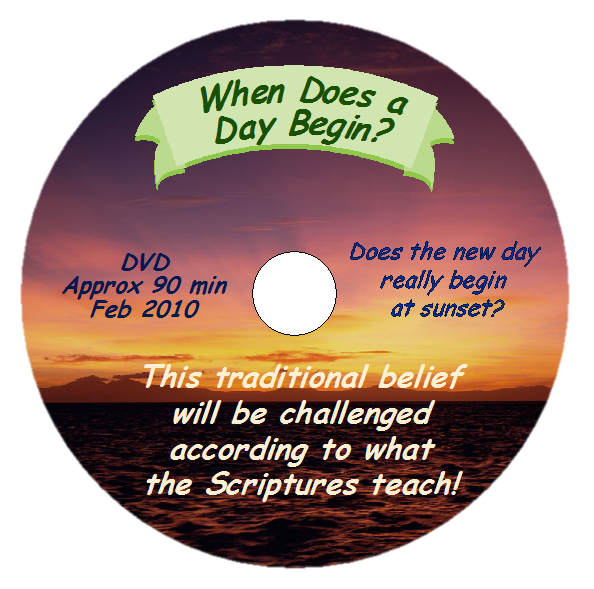 When Does a
Day Begin?
DVD
Approx 90 min
Feb 2010
Does the new day
really begin
at sunset?
This traditional belief
will be challenged
according to what
the Scriptures teach!